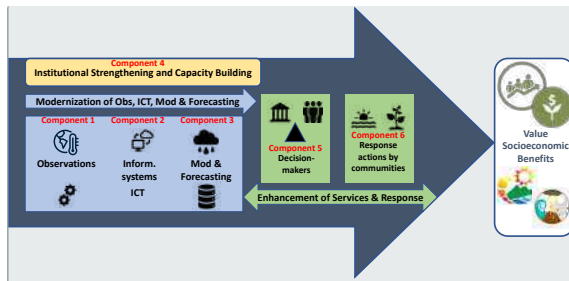 Component 4
Institutional Strengthening and Capacity Building
Modernization of Obs, ICT, Mod & Forecasting
Component 1
Observations
Component 2
Inform.
systems
ICT
Component 3
Mod &
Forecasting
Component 5
Decision-
makers
Component 6
Response
actions by
communities
Enhancement of Services & Response
Value
Socioeconomic
Benefits